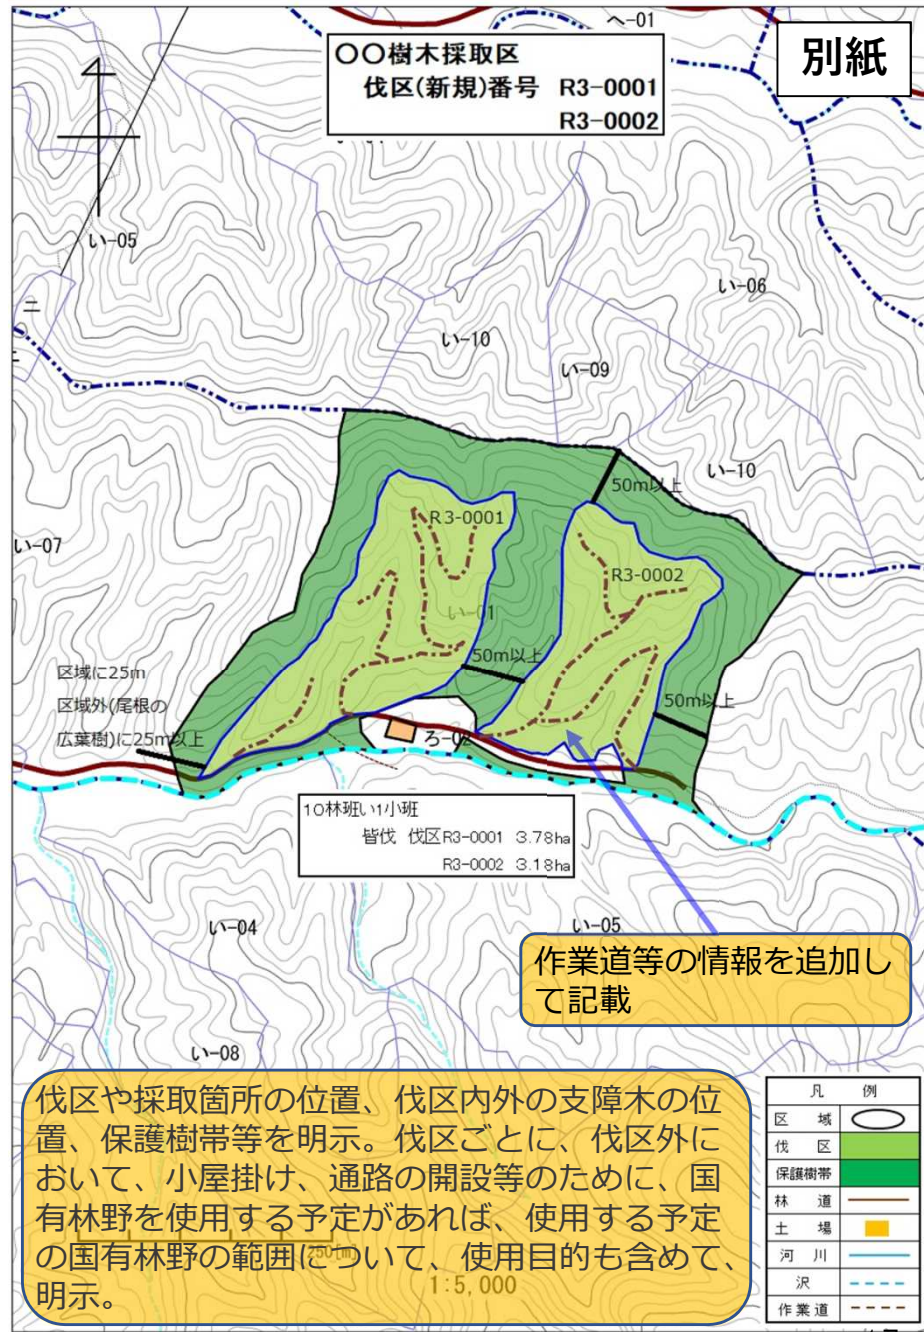 へ-01
別紙
〇〇樹木採取区
伐区(新規)番号 R3-0001
R3-0002
い-05
ニ
い-06
い-10
い-09
い-10
50m以上
R3-0001
い-07
R3-0002
い-01
50m以上
区域に25m
区域外(尾根の
広葉樹)に25m以上
50m以上
ろ-02
10林班い1小班
皆伐 伐区R3-0001 3.78ha
R3-0002 3.18ha
い-04
い-05
作業道等の情報を追加し
て記載
い-08
伐区や採取箇所の位置、伐区内外の支障木の位
置、保護樹帯等を明示。伐区ごとに、伐区外に
おいて、小屋掛け、通路の開設等のために、国
有林野を使用する予定があれば、使用する予定
の国有林野の範囲について、使用目的も含めて、
明示。
250[m]
1:5,000
凡 例
区 域
伐 区
保護樹帯
林 道
土 場
河 川
沢
作業道